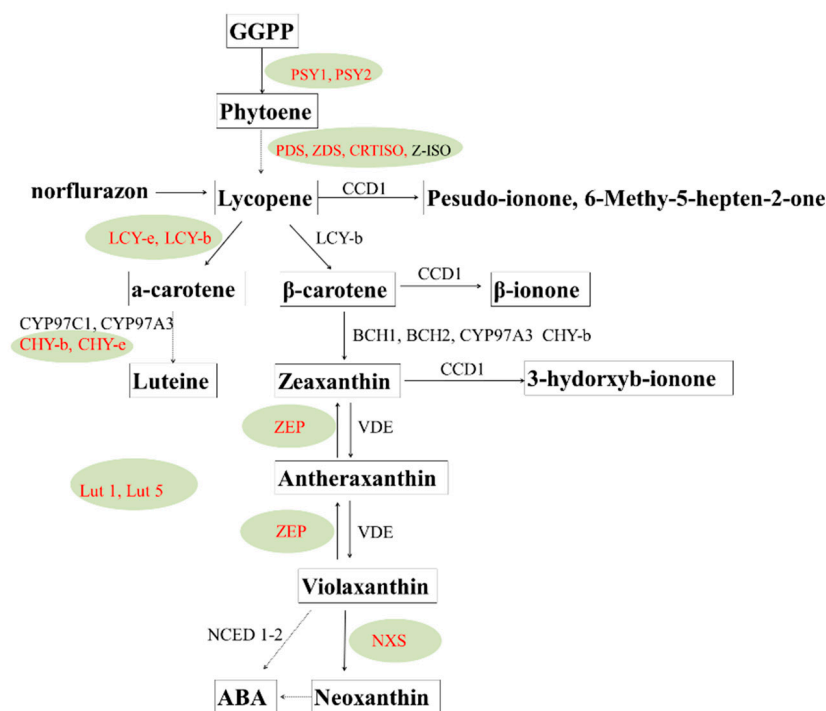 GGPP
PSY1, PSY2
Phytoene
PDS, ZDS, CRTISO, Z-ISO
norflurazon
Lycopene
CCD1
Pesudo-ionone, 6-Methy-5-hepten-2-one
LCY-e, LCY-b
LCY-b
a-carotene
β-carotene
CCD1
β-ionone
CYP97C1, CYP97A3
CHY-b, CHY-e
BCH1, BCH2, CYP97A3 CHY-b
Luteine
Zeaxanthin
CCD1
3-hydorxyb-ionone
ZEP
VDE
Antheraxanthin
Lut 1, Lut 5
ZEP
VDE
Violaxanthin
NCED 1-2
NXS
ABA
Neoxanthin